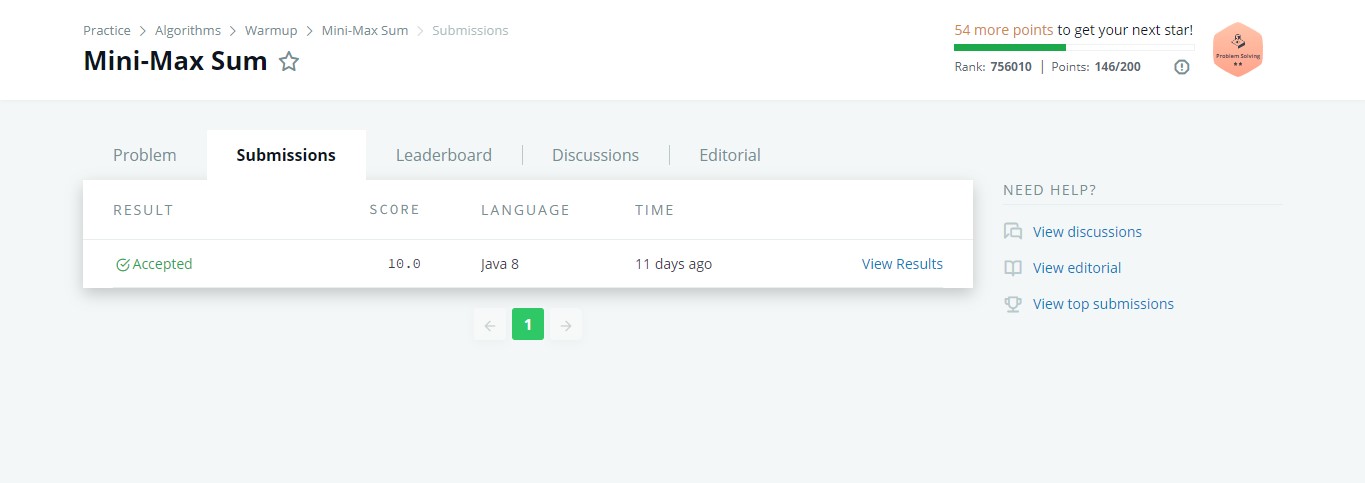 Practice > Algorithms > Warmup > Mini-Max Sum > Submissions
Mini-Max Sum
54 more points to get your next star!
Rank: 756010 | Points: 146/200
Problem Solving
Problem Submissions Leaderboard Discussions Editorial
RESULT SCORE LANGUAGE TIME
Accepted 10.0 Java 8 11 days ago View Results
1
NEED HELP?
View discussions
View editorial
View top submissions